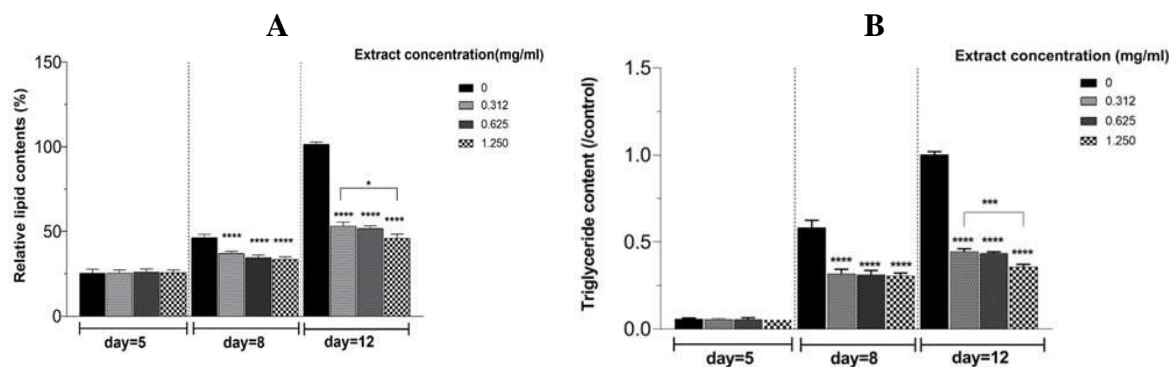 A
Extract concentration(mg/ml)
0
0.312
0.625
1.250
Relative lipid contents (%)
150
100
50
0
*
**** **** ****
**** **** ****
day=5
day=8
day=12
B
Extract concentration (mg/ml)
0
0.312
0.625
1.250
Triglyceride content (/control)
1.5
1.0
0.5
0.0
***
**** **** ****
**** **** ****
day=5
day=8
day=12